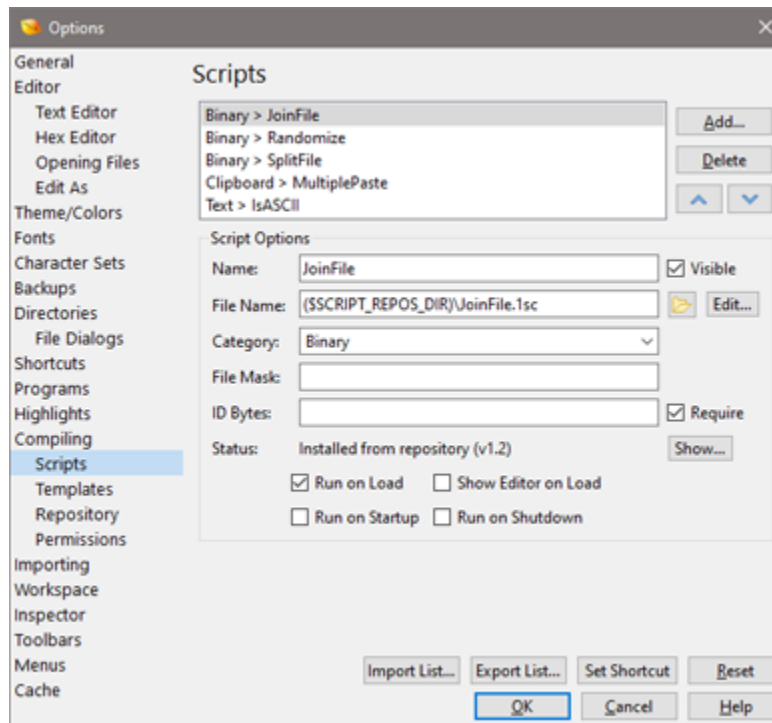 Options
General
Editor
Text Editor
Hex Editor
Opening Files
Edit As
Theme/Colors
Fonts
Character Sets
Backups
Directories
File Dialogs
Shortcuts
Programs
Highlights
Compiling
Scripts
Templates
Repository
Permissions
Importing
Workspace
Inspector
Toolbars
Menus
Cache
Scripts
Binary > JoinFile
Binary > Randomize
Binary > SplitFile
Clipboard > MultiplePaste
Text > IsASCII
Add...
Delete
Script Options
Name: JoinFile Visible
File Name: ($SCRIPT_REPOS_DIR)\JoinFile.1sc Edit...
Category: Binary
File Mask:
ID Bytes: Require
Status: Installed from repository (v1.2) Show...
Run on Load Show Editor on Load
Run on Startup Run on Shutdown
Import List... Export List... Set Shortcut Reset
OK Cancel Help